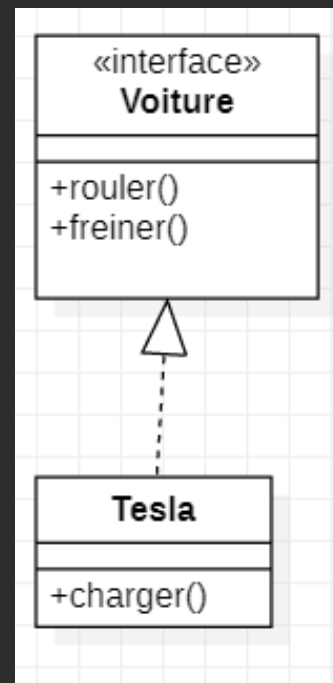 «interface»
Voiture
+rouler()
+freiner()
Tesla
+charger()